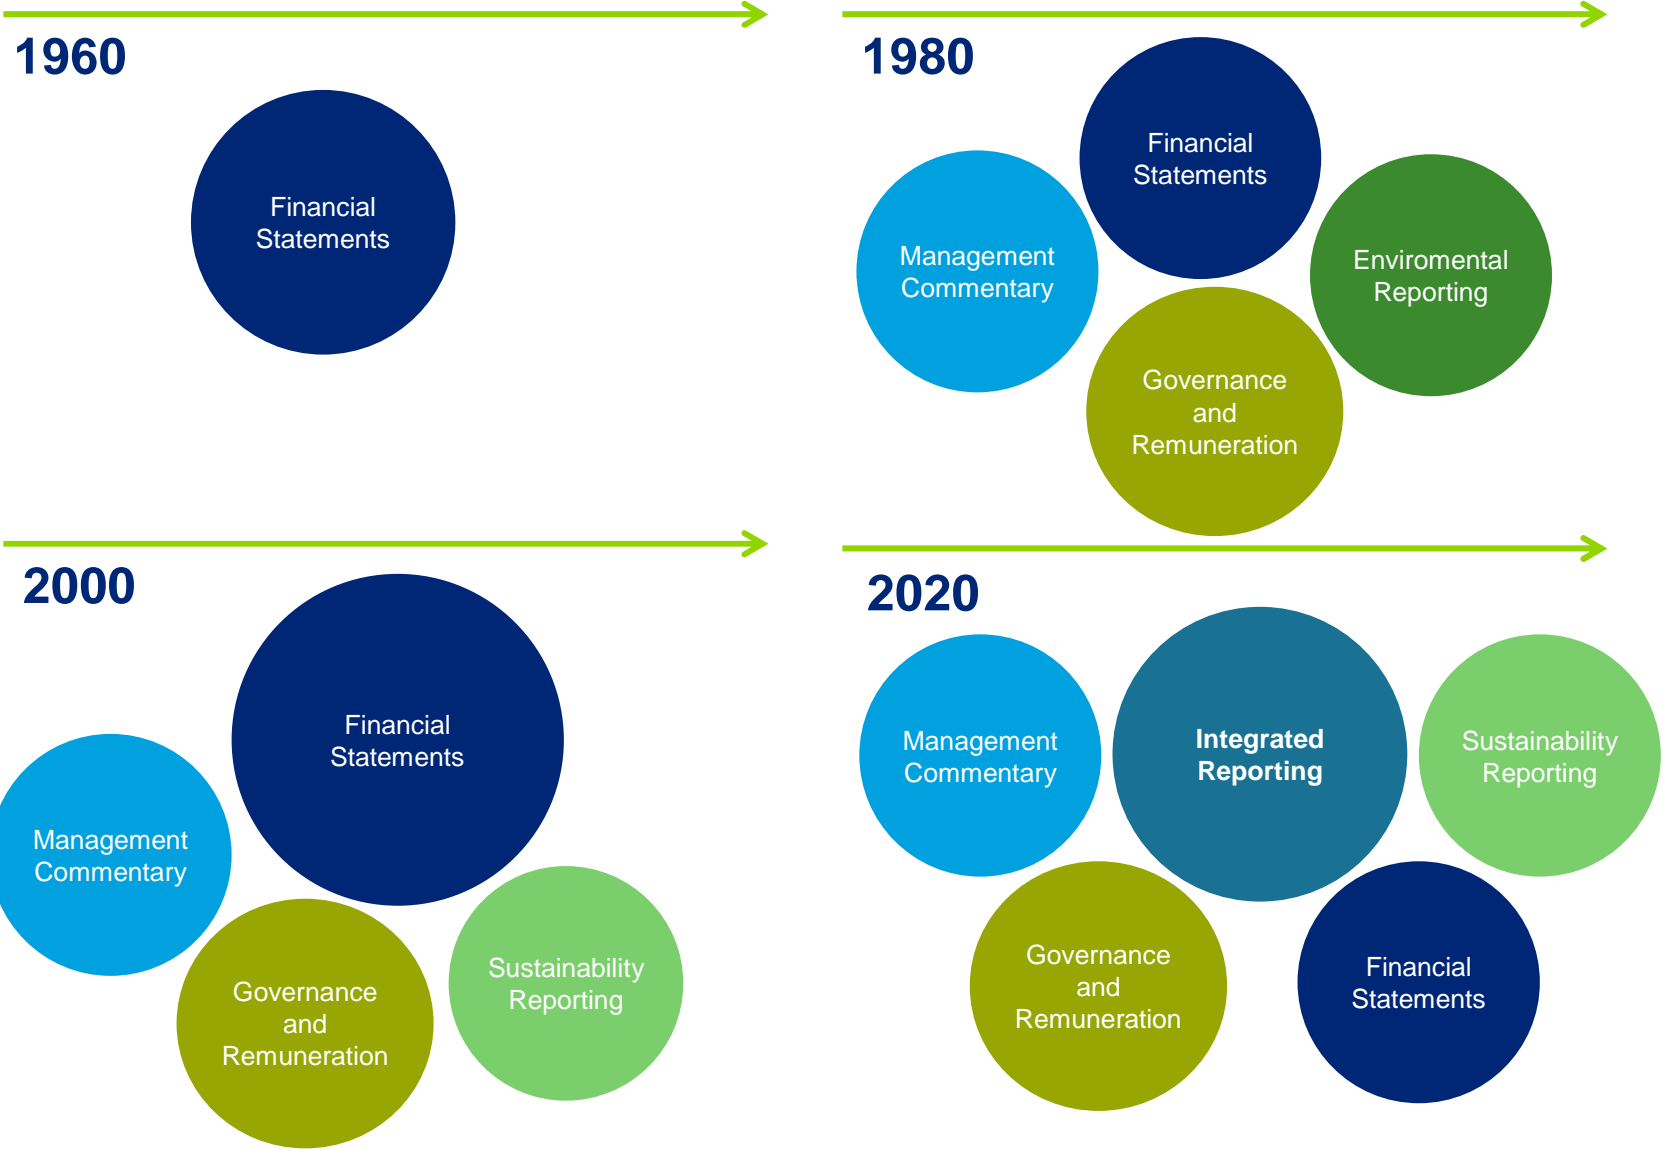 1960
Financial
Statements
1980
Financial
Statements
Management
Commentary
Enviromental
Reporting
Governance
and
Remuneration
2000
Financial
Statements
Management
Commentary
Sustainability
Reporting
Governance
and
Remuneration
2020
Management
Commentary
Integrated
Reporting
Sustainability
Reporting
Governance
and
Remuneration
Financial
Statements